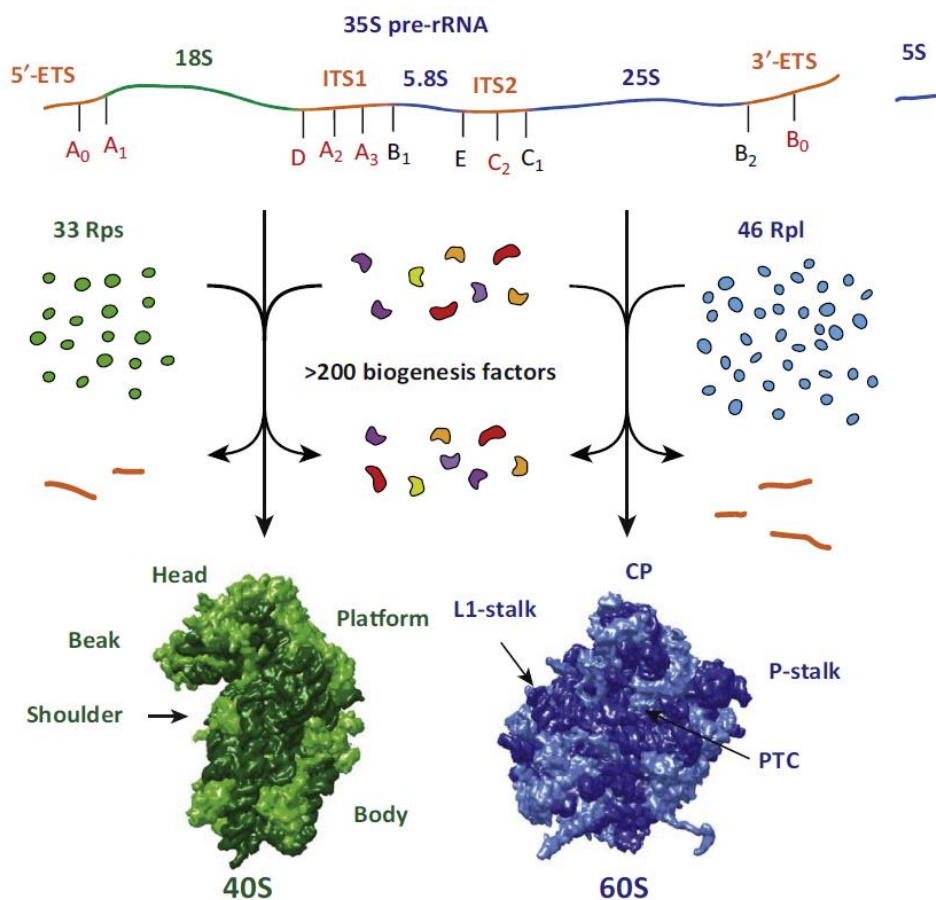 35S pre-rRNA
5′-ETS
18S
ITS1
5.8S
ITS2
25S
3′-ETS
5S
A₀
A₁
D
A₂
A₃
B₁
E
C₂
C₁
B₂
B₀
33 Rps
46 Rpl
>200 biogenesis factors
Head
Platform
Beak
Shoulder
Body
40S
CP
L1-stalk
P-stalk
PTC
60S